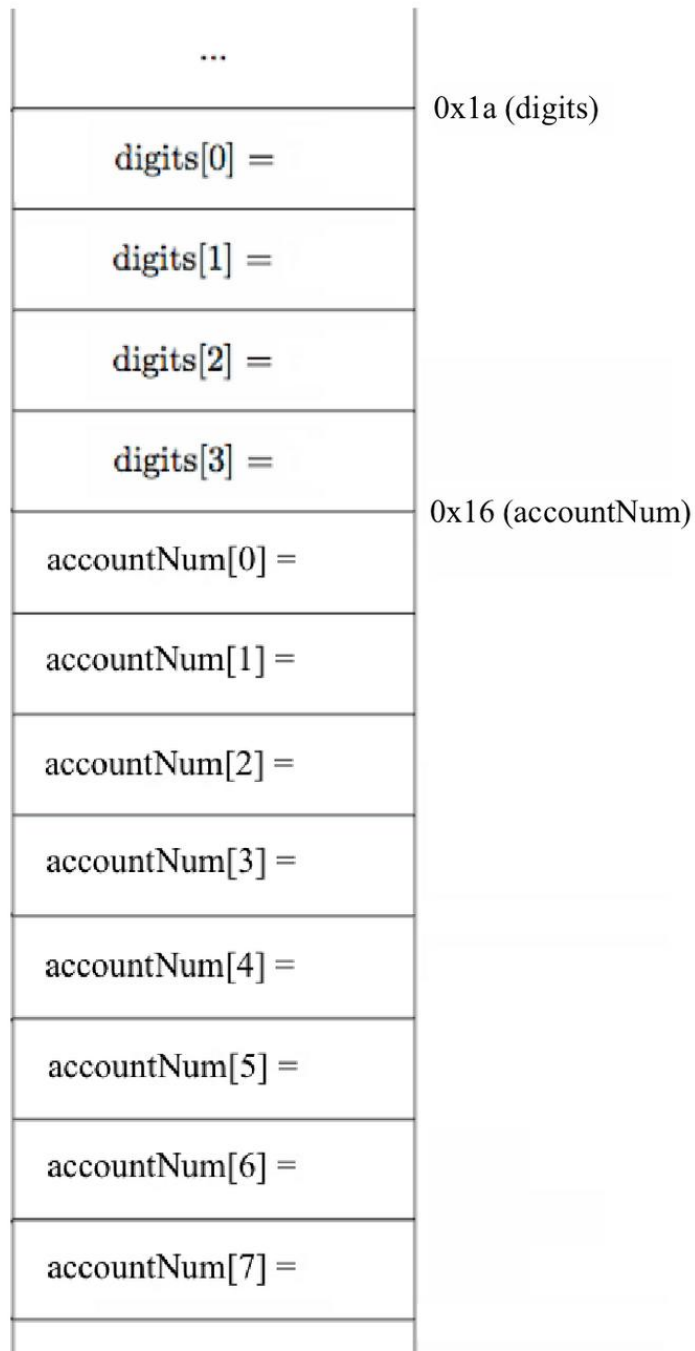 ...
0x1a (digits)
digits[0] =
digits[1] =
digits[2] =
digits[3] =
0x16 (accountNum)
accountNum[0] =
accountNum[1] =
accountNum[2] =
accountNum[3] =
accountNum[4] =
accountNum[5] =
accountNum[6] =
accountNum[7] =